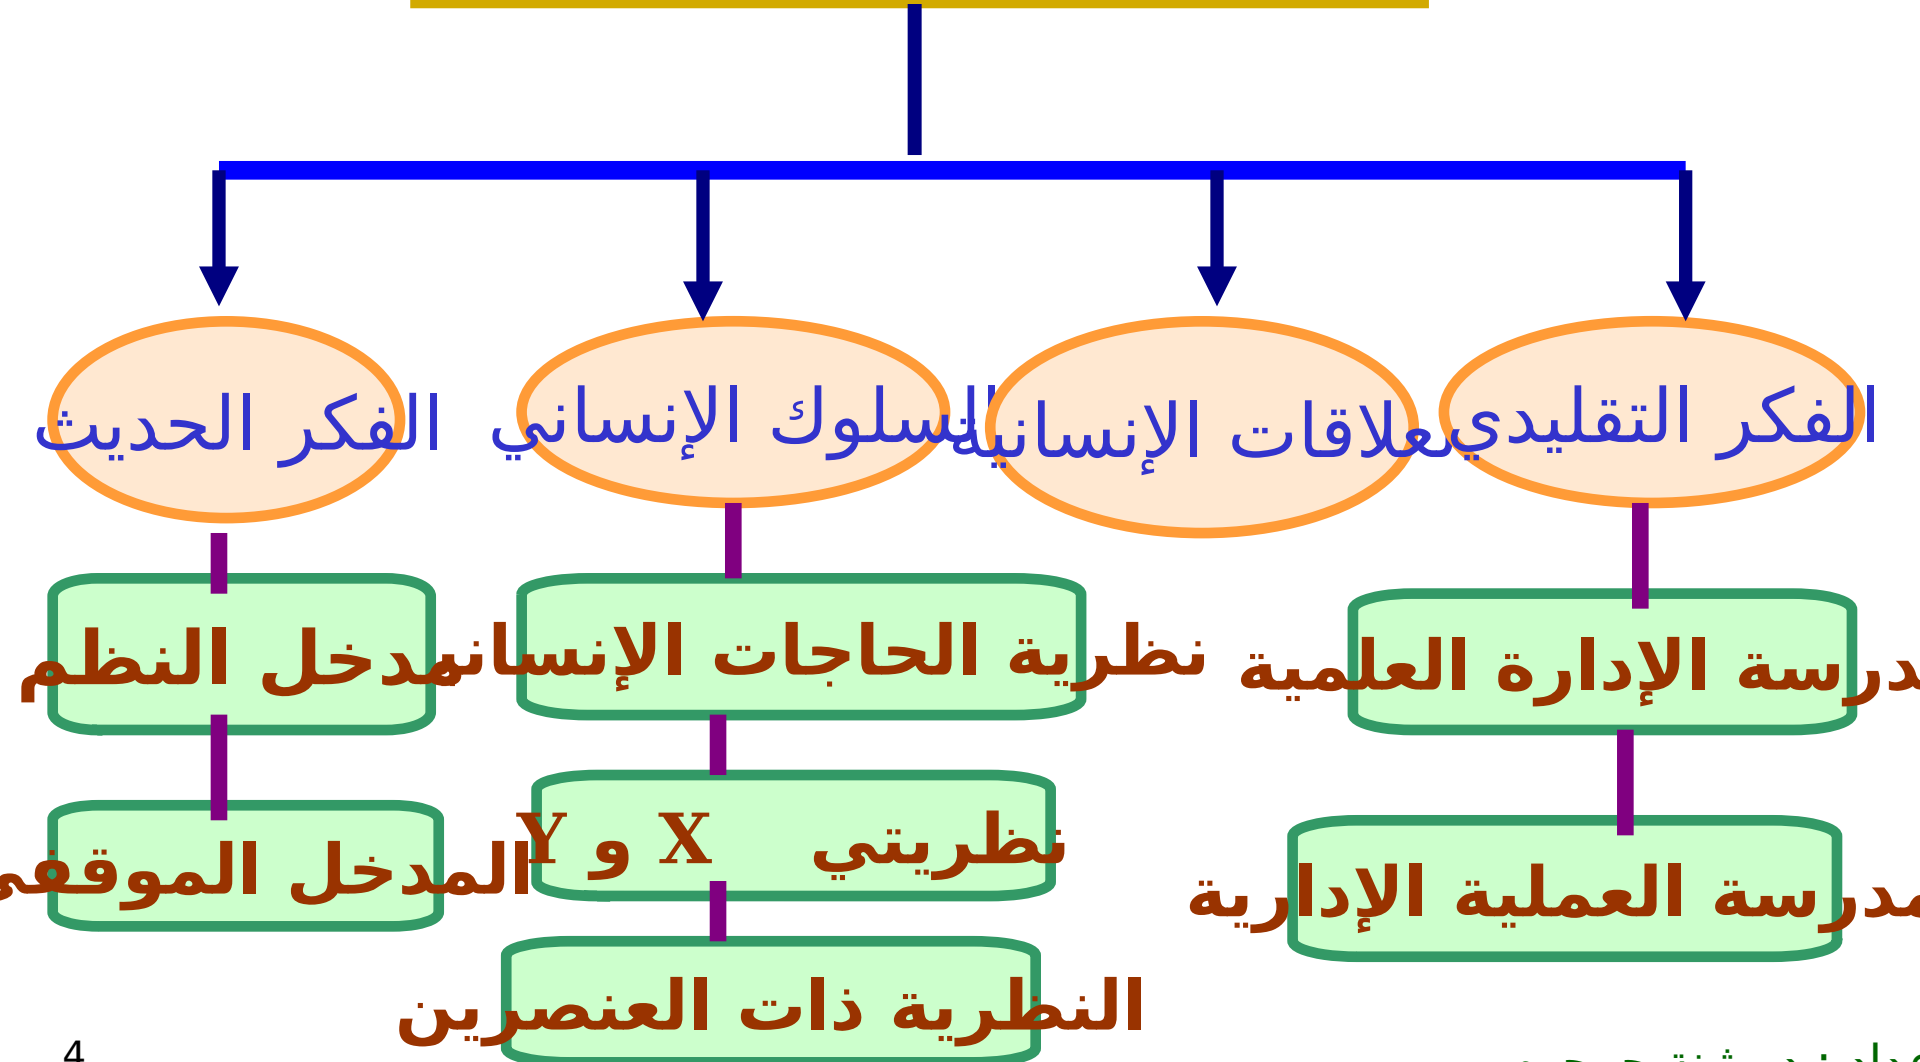 الفكر التقليدي
العلاقات الإنسانية
السلوك الإنساني
الفكر الحديث
مدرسة الإدارة العلمية
مدرسة العملية الإدارية
نظرية الحاجات الإنسانية
نظريتي X و Y
النظرية ذات العنصرين
مدخل النظم
المدخل الموقفي
4